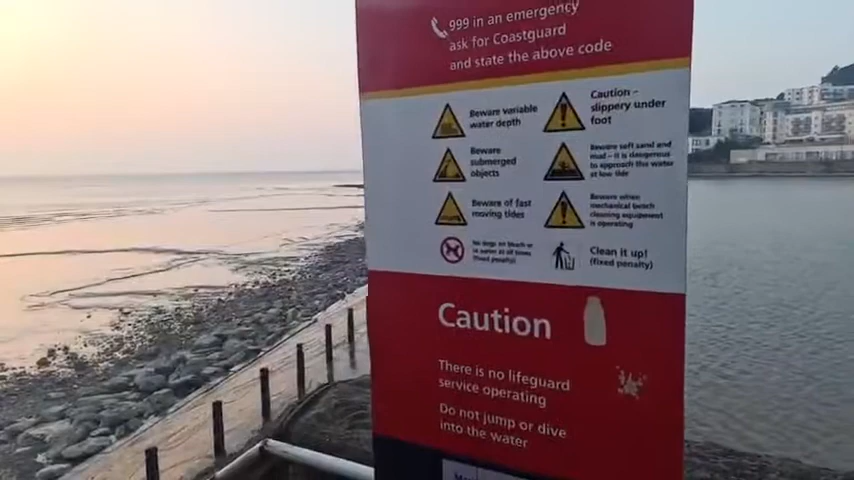 999 in an emergency
ask for Coastguard
and state the above code
Beware variable
water depth
Caution –
slippery under
foot
Beware
submerged
objects
Beware soft sand and
mud – it is dangerous
to approach the water
at low tide
Beware of fast
moving tides
Beware when
mechanical beach
cleaning equipment
is operating
No dogs on beach or
in water at any time
(fixed penalty)
Clean it up!
(fixed penalty)
Caution
There is no lifeguard
service operating
Do not jump or dive
into the water